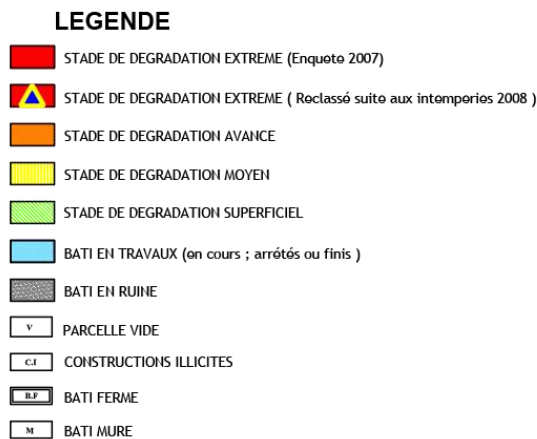 LEGENDE
STADE DE DEGRADATION EXTREME (Enquete 2007)
STADE DE DEGRADATION EXTREME ( Reclassé suite aux intemperies 2008 )
STADE DE DEGRADATION AVANCE
STADE DE DEGRADATION MOYEN
STADE DE DEGRADATION SUPERFICIEL
BATI EN TRAVAUX (en cours ; arrétés ou finis )
BATI EN RUINE
V PARCELLE VIDE
C.I CONSTRUCTIONS ILLICITES
B.F BATI FERME
M BATI MURE